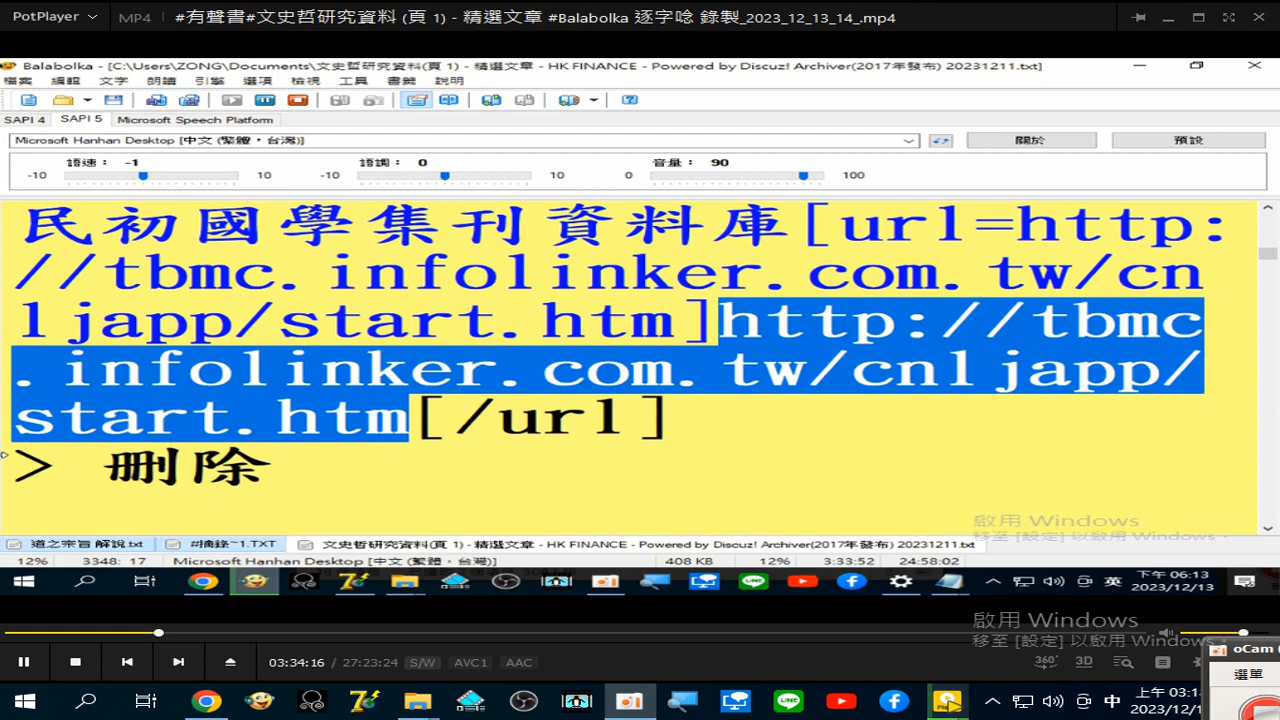 PotPlayer MP4 #有聲書#文史哲研究資料 (頁 1) - 精選文章 #Balabolka 逐字唸 錄製_2023_12_13_14_.mp4
Balabolka - [C:\Users\ZONG\Documents\文史哲研究資料(頁 1) - 精選文章 - HK FINANCE - Powered by Discuz! Archiver(2017年發布) 20231211.txt]
檔案 編輯 文字 朗讀 引擎 選項 檢視 工具 書籤 說明
SAPI 4 SAPI 5 Microsoft Speech Platform
Microsoft Hanhan Desktop [中文 (繁體，台灣)] 關於 預設
語速： -1 語調： 0 音量： 90
-10 10 -10 10 0 100
民初國學集刊資料庫[url=http:
//tbmc.infolinker.com.tw/cn
ljapp/start.htm]http://tbmc
.infolinker.com.tw/cnljapp/
start.htm[/url]
> 刪除
啟用 Windows
移至 [設定] 以啟用 Windows。
道之宗旨 解說.txt #摘錄~1.TXT 文史哲研究資料(頁 1) - 精選文章 - HK FINANCE - Powered by Discuz! Archiver(2017年發布) 20231211.txt
12% 3348: 17 Microsoft Hanhan Desktop [中文 (繁體，台灣)] 408 KB 12% 3:33:52 24:58:02
英 下午 06:13
2023/12/13
啟用 Windows
移至 [設定] 以啟用 Windows。
oCam
03:34:16 / 27:23:24 S/W AVC1 AAC 360° 3D
選單
中 上午 03:1
2023/12/1